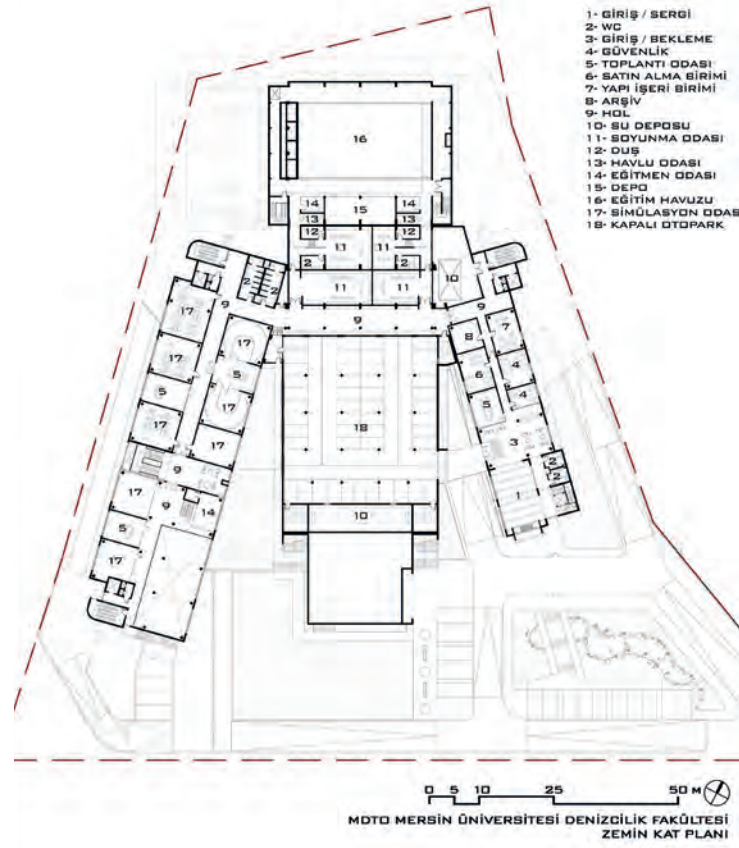 1- GİRİŞ / SERGİ
2- WC
3- GİRİŞ / BEKLEME
4- GÜVENLİK
5- TOPLANTI ODASI
6- SATIN ALMA BİRİMİ
7- YAPI İŞERİ BİRİMİ
8- ARŞİV
9- HOL
10- SU DEPOSU
11- SOYUNMA ODASI
12- DUŞ
13- HAVLU ODASI
14- EĞİTMEN ODASI
15- DEPO
16- EĞİTİM HAVUZU
17- SİMÜLASYON ODAS
18- KAPALI OTOPARK
16
14 15 14
13 13
12 12
11 11
2 2
2 2
10
11 11
9 9 9
17 17
7
8
17 17
4
5 5 6
4
17 17 5
17 3
9 2
17 2
9 14 1
18
5
10
17
0 5 10 25 50 M
MDTO MERSİN ÜNİVERSİTESİ DENİZCİLİK FAKÜLTESİ
ZEMİN KAT PLANI